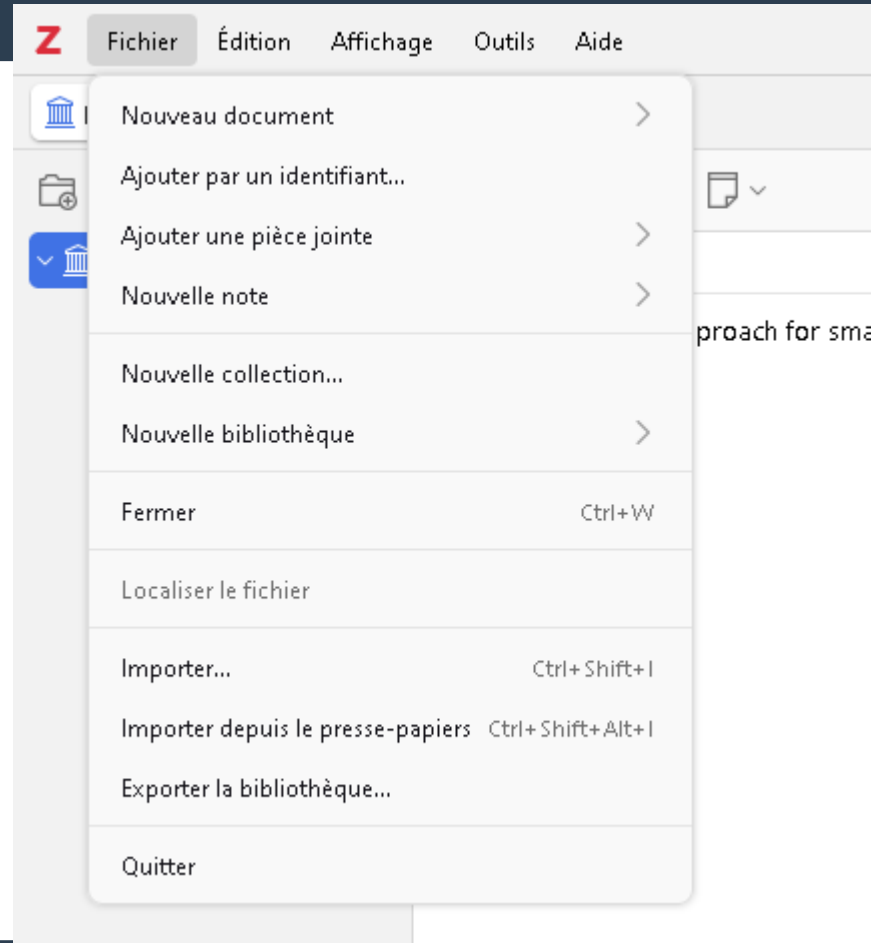 Z Fichier Édition Affichage Outils Aide
Nouveau document
Ajouter par un identifiant...
Ajouter une pièce jointe
Nouvelle note
proach for sma
Nouvelle collection...
Nouvelle bibliothèque
Fermer Ctrl+W
Localiser le fichier
Importer... Ctrl+Shift+I
Importer depuis le presse-papiers Ctrl+Shift+Alt+I
Exporter la bibliothèque...
Quitter